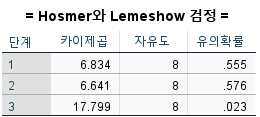 = Hosmer와 Lemeshow 검정 =
단계 카이제곱 자유도 유의확률
1 6.834 8 .555
2 6.641 8 .576
3 17.799 8 .023